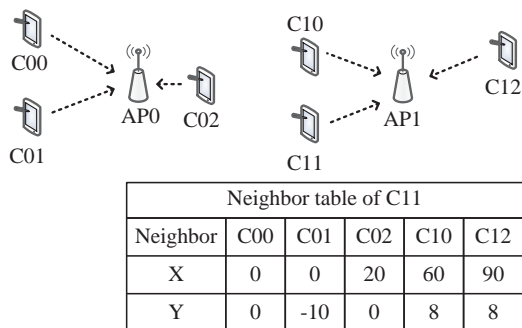 C00
AP0
C02
C01
C10
C12
AP1
C11
Neighbor table of C11
Neighbor C00 C01 C02 C10 C12
X 0 0 20 60 90
Y 0 -10 0 8 8